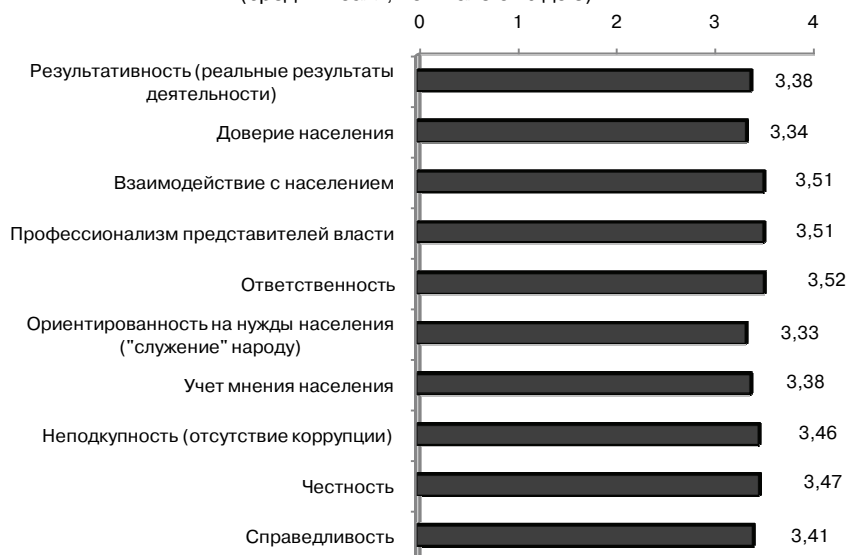 0 1 2 3 4
Результативность (реальные результаты
деятельности)
3,38
Доверие населения
3,34
Взаимодействие с населением
3,51
Профессионализм представителей власти
3,51
Ответственность
3,52
Ориентированность на нужды населения
("служение" народу)
3,33
Учет мнения населения
3,38
Неподкупность (отсутствие коррупции)
3,46
Честность
3,47
Справедливость
3,41